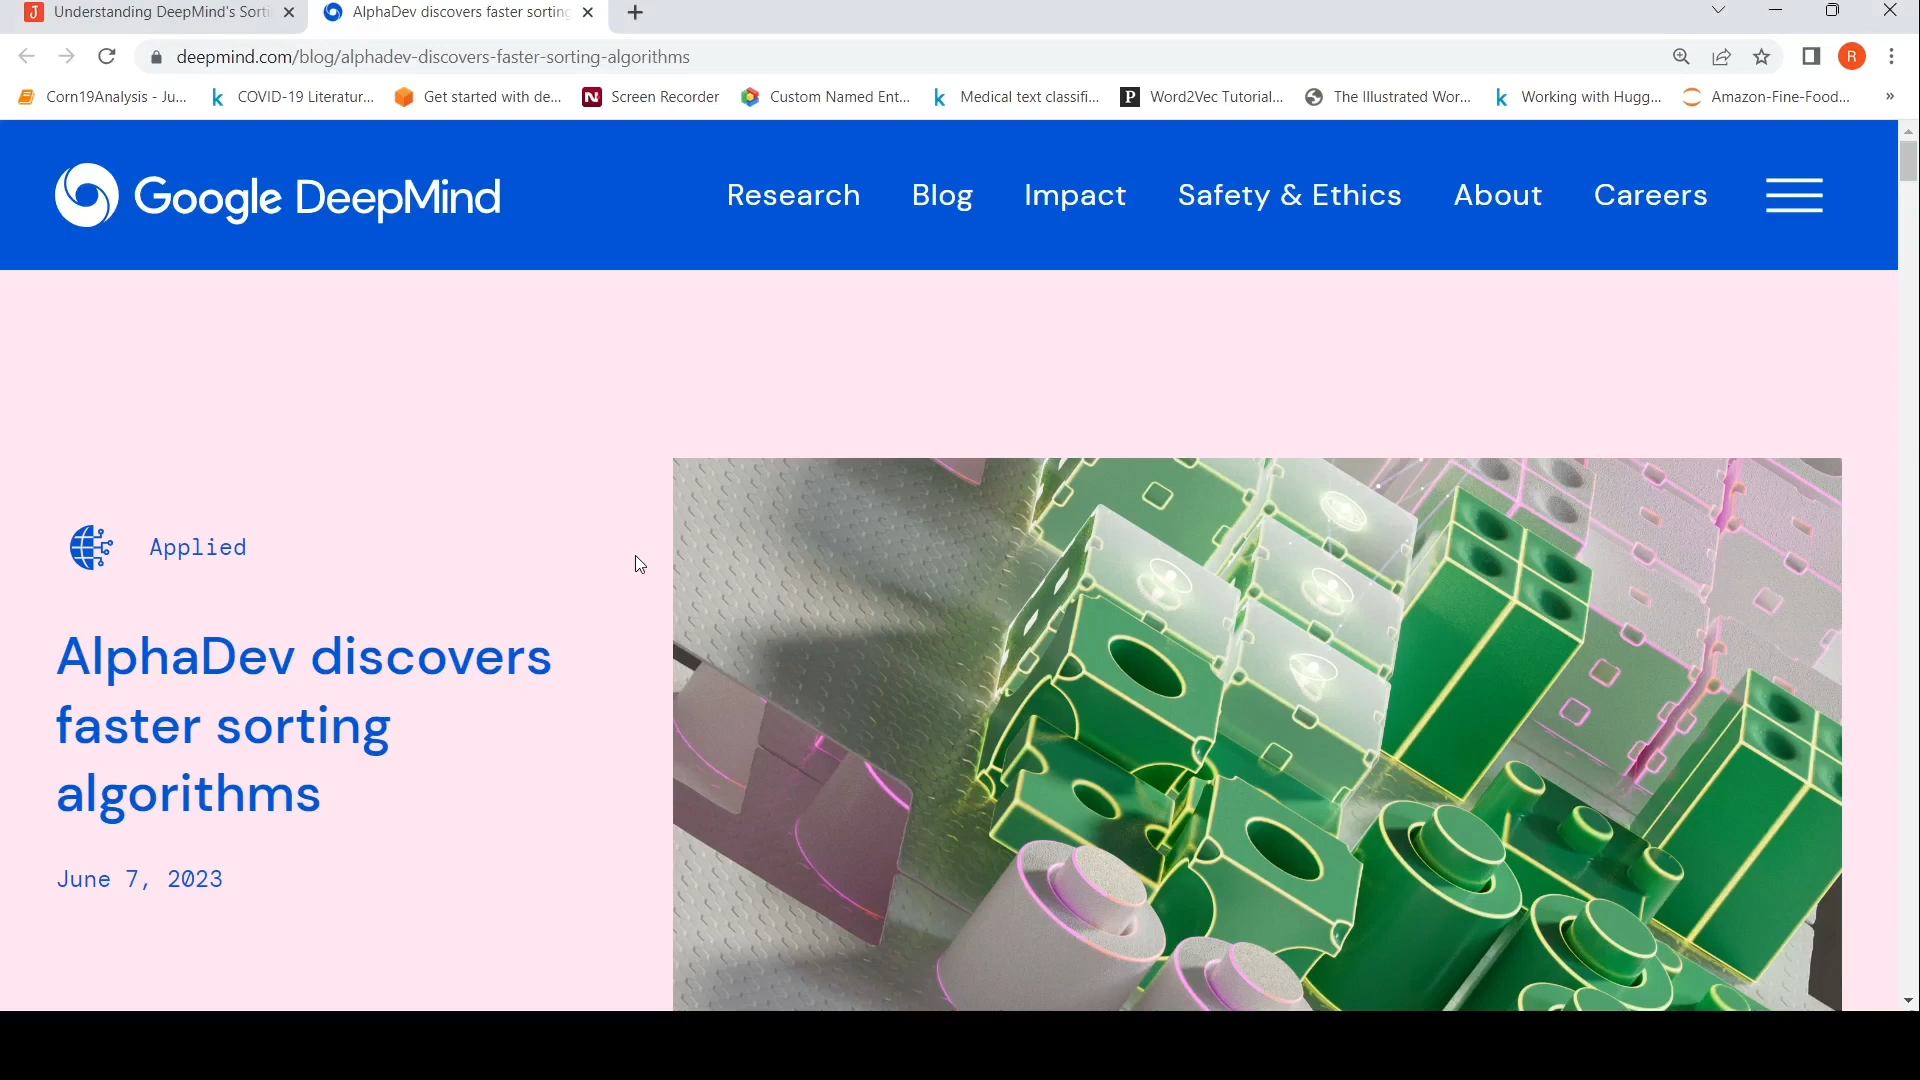 Understanding DeepMind's Sorti
AlphaDev discovers faster sorting
deepmind.com/blog/alphadev-discovers-faster-sorting-algorithms
R
Corn19Analysis - Ju... COVID-19 Literatur... Get started with de... Screen Recorder Custom Named Ent... Medical text classifi... Word2Vec Tutorial... The Illustrated Wor... Working with Hugg... Amazon-Fine-Food... »
Google DeepMind Research Blog Impact Safety & Ethics About Careers
Applied
AlphaDev discovers
faster sorting
algorithms
June 7, 2023